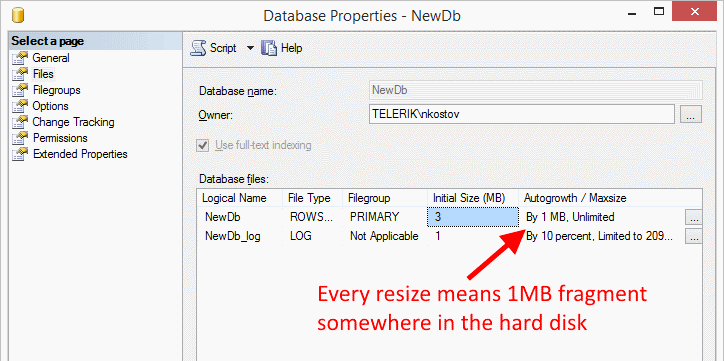 Database Properties - NewDb
Select a page
General
Files
Filegroups
Options
Change Tracking
Permissions
Extended Properties
Script
Help
Database name:
NewDb
Owner:
TELERIK\nkostov
...
Use full-text indexing
Database files:
Logical Name File Type Filegroup Initial Size (MB) Autogrowth / Maxsize
NewDb ROWS... PRIMARY 3 By 1 MB, Unlimited ...
NewDb_log LOG Not Applicable 1 By 10 percent, Limited to 209... ...
Every resize means 1MB fragment
somewhere in the hard disk